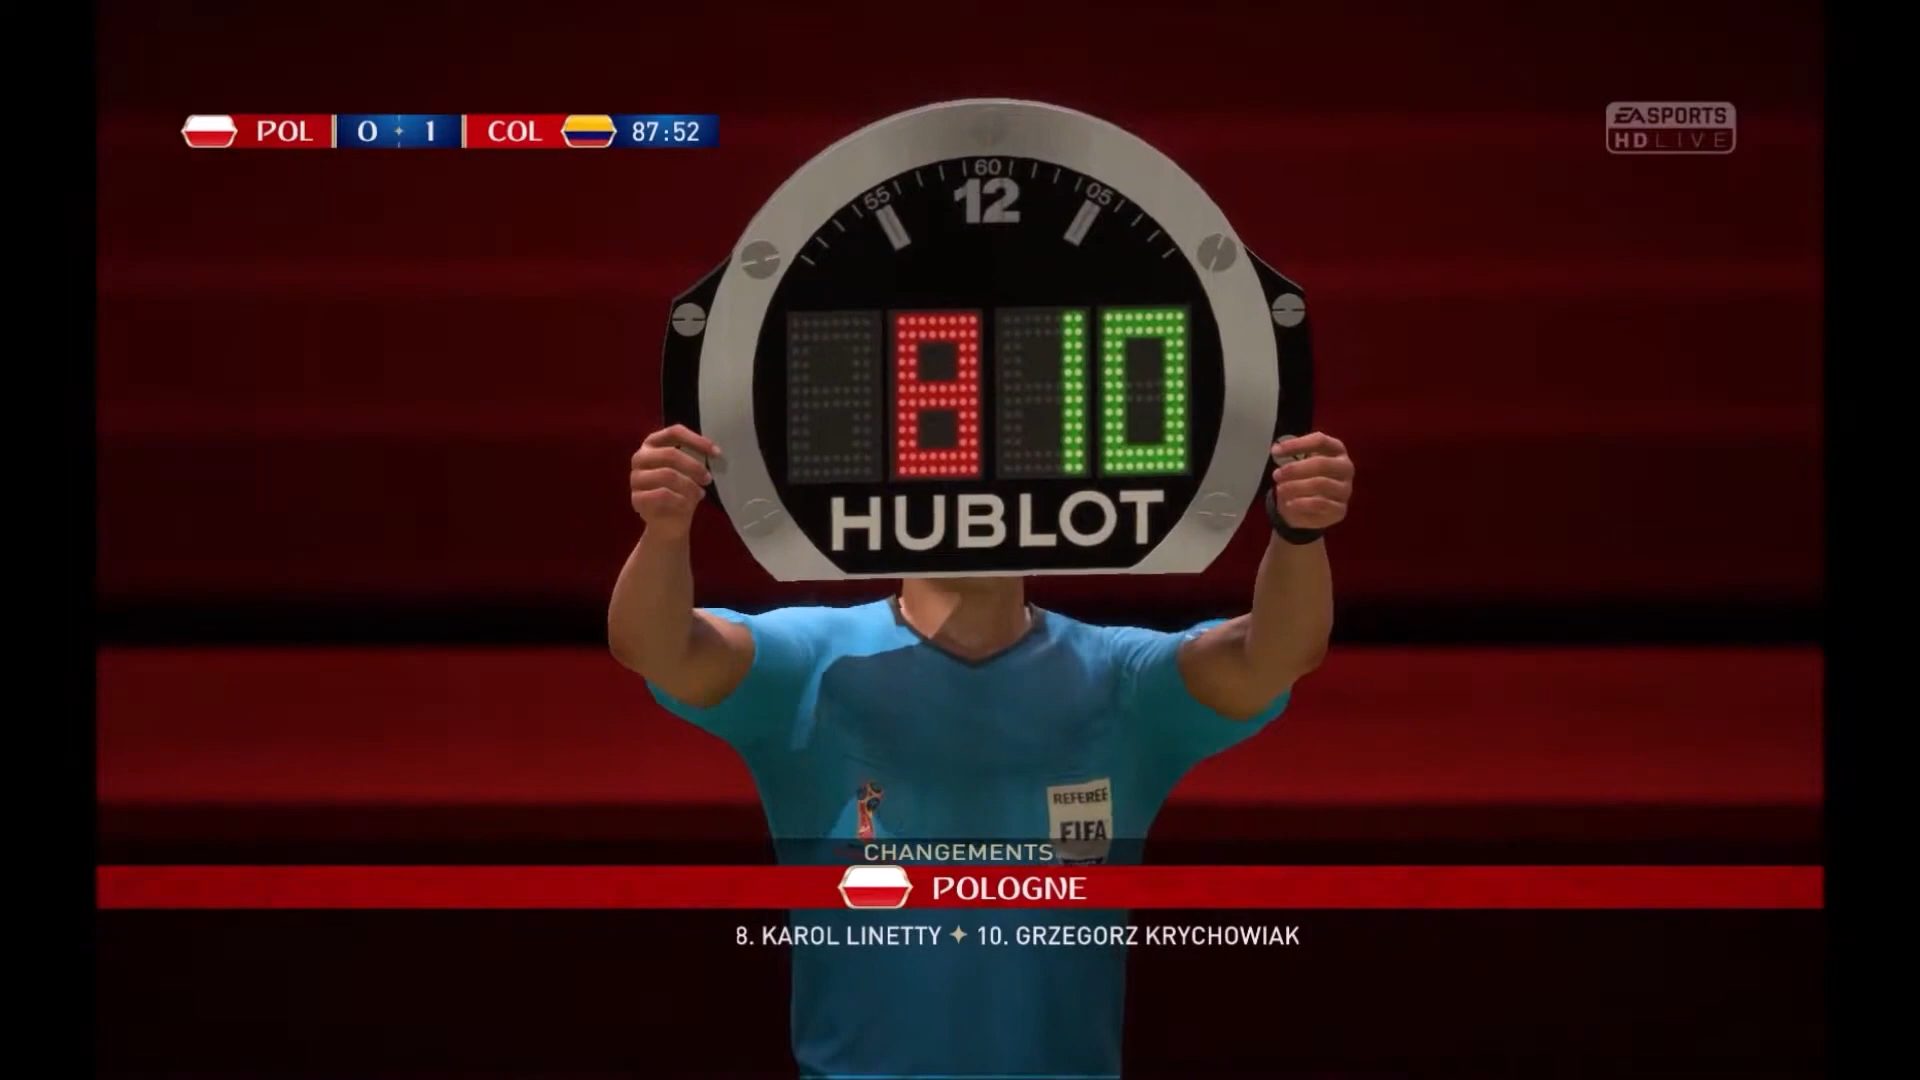 POL 0 1 COL 87:52
EA SPORTS
HD LIVE
55 60 05
12
8 10
HUBLOT
REFEREE
FIFA
CHANGEMENTS
POLOGNE
8. KAROL LINETTY ✦ 10. GRZEGORZ KRYCHOWIAK